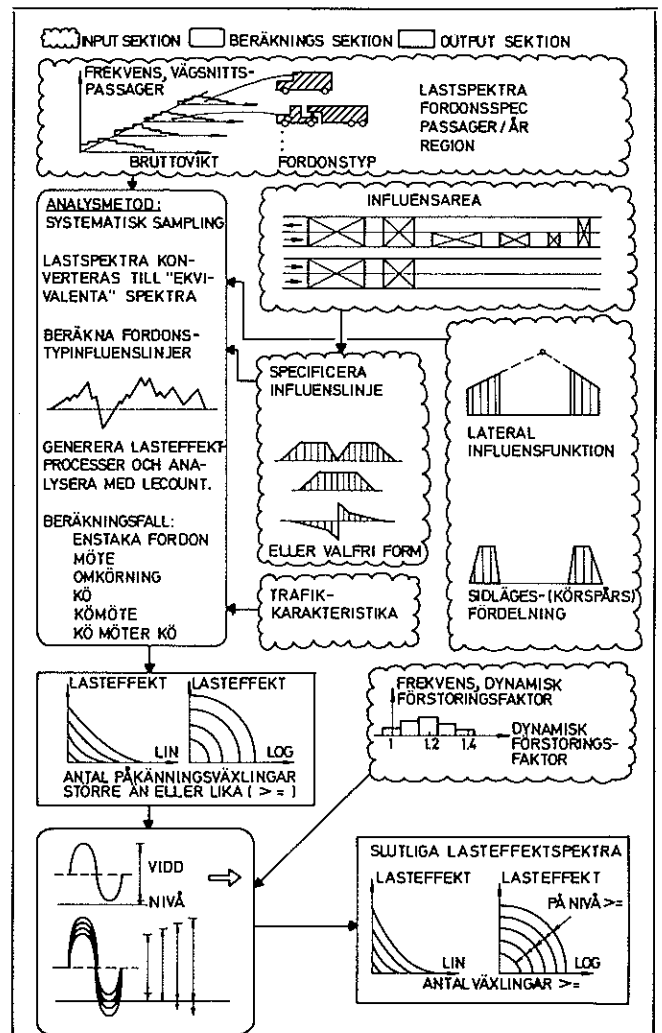 INPUT SEKTION BERÄKNINGS SEKTION OUTPUT SEKTION
FREKVENS, VÄGSNITTS-
PASSAGER
BRUTTOVIKT
FORDONSTYP
LASTSPEKTRA
FORDONSSPEC
PASSAGER/ÅR
REGION
ANALYSMETOD:
SYSTEMATISK SAMPLING
LASTSPEKTRA KON-
VERTERAS TILL "EKVI-
VALENTA" SPEKTRA
BERÄKNA FORDONS-
TYPINFLUENSLINJER
GENERERA LASTEFFEKT-
PROCESSER OCH ANA-
LYSERA MED LECOUNT.
BERÄKNINGSFALL:
ENSTAKA FORDON
MÖTE
OMKÖRNING
KÖ
KÖMÖTE
KÖ MÖTER KÖ
INFLUENSAREA
SPECIFICERA
INFLUENSLINJE
ELLER VALFRI FORM
LATERAL
INFLUENSFUNKTION
SIDLÄGES-(KÖRSPÅRS)
FÖRDELNING
TRAFIK-
KARAKTERISTIKA
LASTEFFEKT LASTEFFEKT
LIN LOG
ANTAL PÅKÄNNINGSVÄXLINGAR
STÖRRE ÄN ELLER LIKA ( >= )
FREKVENS, DYNAMISK
FÖRSTORINGSFAKTOR
1 1.2 1.4
DYNAMISK
FÖRSTORINGS-
FAKTOR
VIDD
NIVÅ
SLUTLIGA LASTEFFEKTSPEKTRA
LASTEFFEKT LASTEFFEKT
PÅ NIVÅ >=
LIN LOG
ANTAL VÄXLINGAR >=